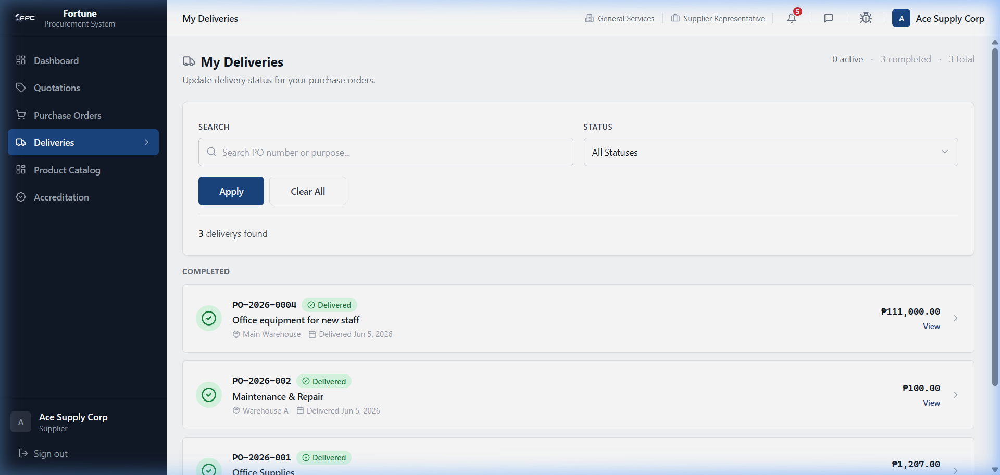 FPC
Fortune
Procurement System
My Deliveries
General Services
Supplier Representative
5
A
Ace Supply Corp
Dashboard
Quotations
Purchase Orders
Deliveries
Product Catalog
Accreditation
My Deliveries
0 active · 3 completed · 3 total
Update delivery status for your purchase orders.
SEARCH
STATUS
Search PO number or purpose...
All Statuses
Apply
Clear All
3 deliverys found
COMPLETED
PO-2026-0004
Delivered
₱111,000.00
Office equipment for new staff
View
Main Warehouse
Delivered Jun 5, 2026
PO-2026-002
Delivered
₱100.00
Maintenance & Repair
View
Warehouse A
Delivered Jun 5, 2026
PO-2026-001
Delivered
₱1,207.00
Office Supplies
A
Ace Supply Corp
Supplier
Sign out